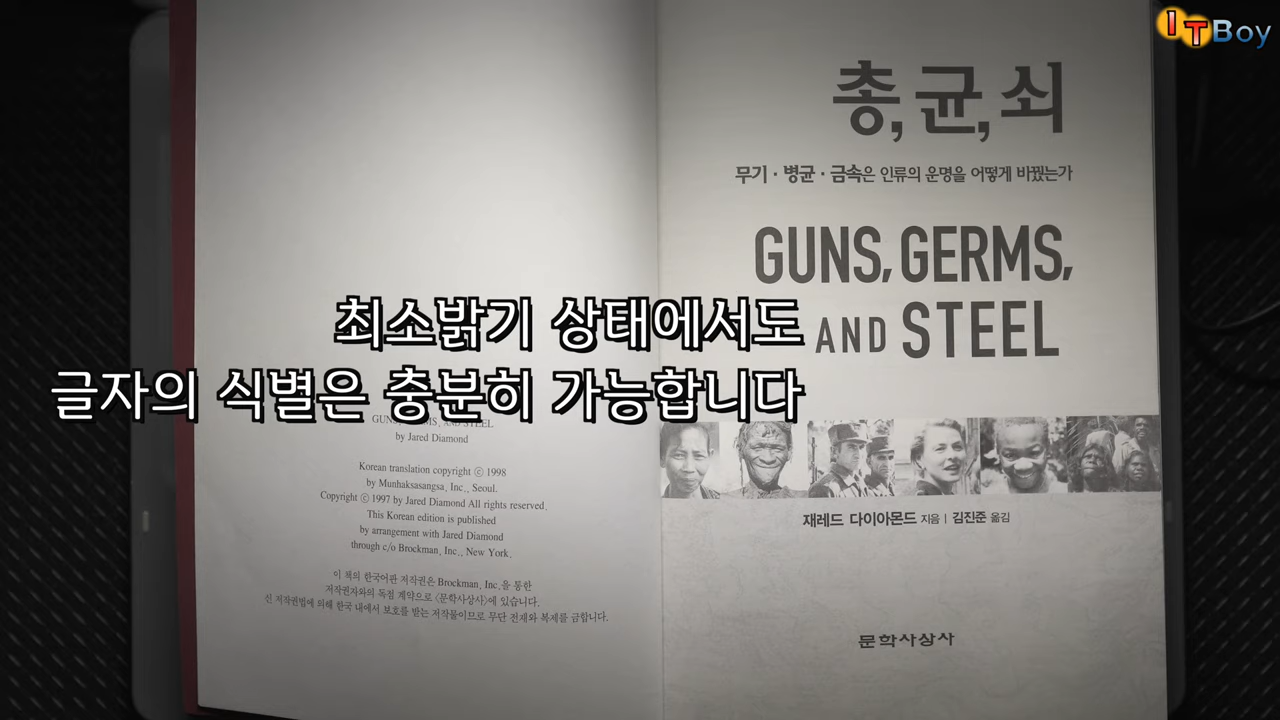 ITBoy
총, 균, 쇠
무기 · 병균 · 금속은 인류의 운명을 어떻게 바꿨는가
GUNS, GERMS,
AND STEEL
최소밝기 상태에서도
글자의 식별은 충분히 가능합니다
GUNS, GERMS, AND STEEL
by Jared Diamond
Korean translation copyright ⓒ 1998
by Munhaksasangsa, Inc., Seoul.
Copyright ⓒ 1997 by Jared Diamond All rights reserved.
This Korean edition is published
by arrangement with Jared Diamond
through c/o Brockman, Inc., New York.
이 책의 한국어판 저작권은 Brockman, Inc.을 통한
저작권자와의 독점 계약으로 〈문학사상사〉에 있습니다.
신 저작권법에 의해 한국 내에서 보호를 받는 저작물이므로 무단 전재와 복제를 금합니다.
재레드 다이아몬드 지음 | 김진준 옮김
문학사상사